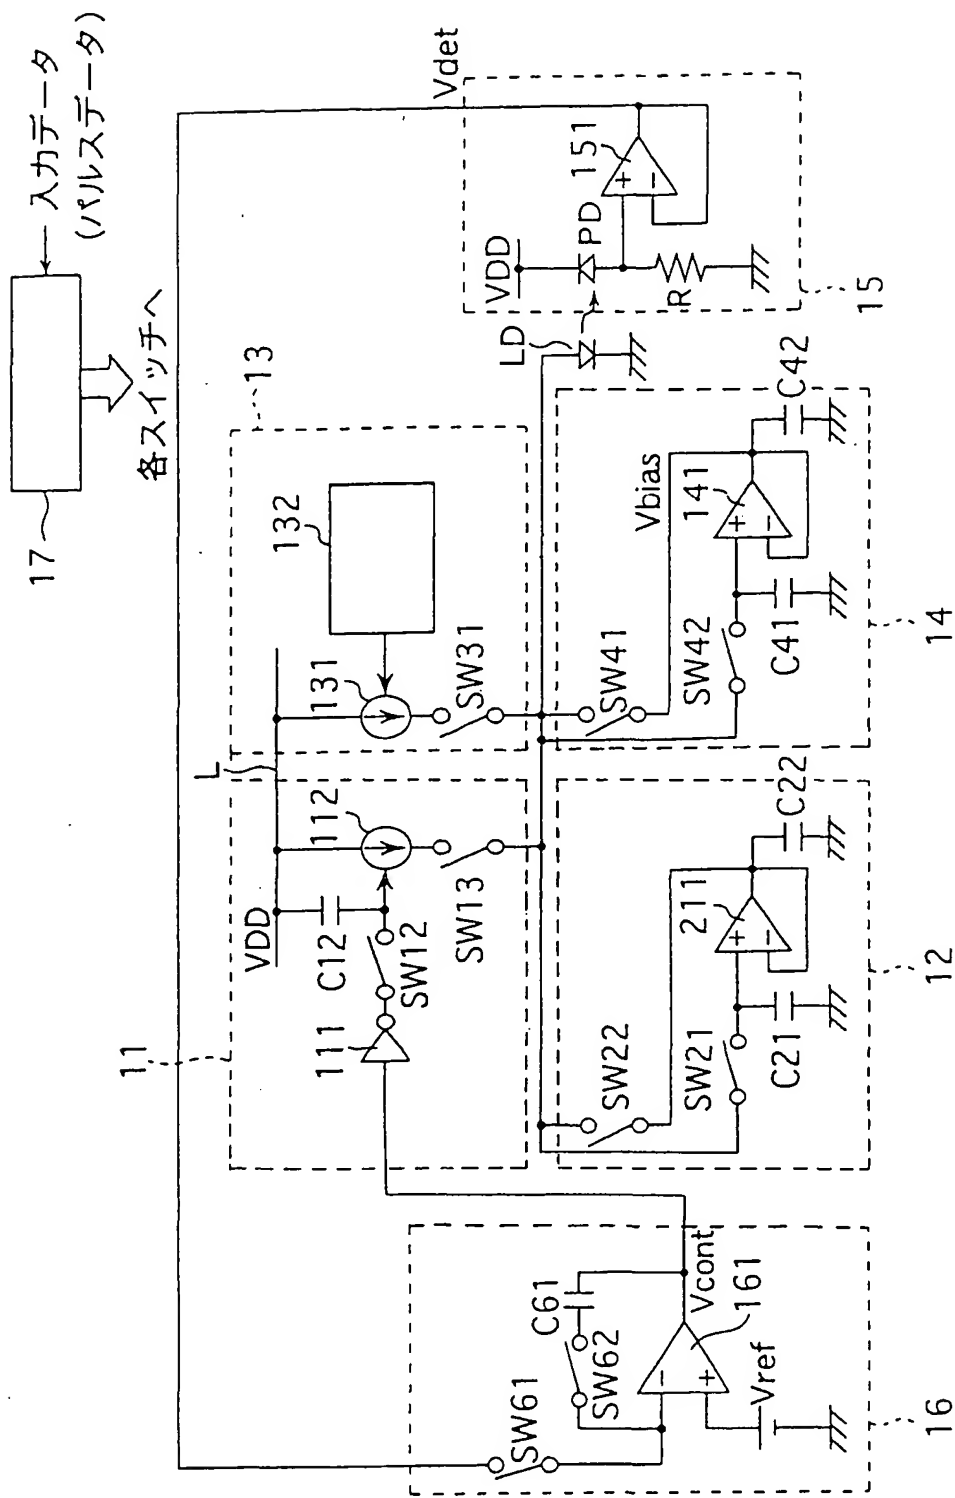 17
入力データ
(パルスデータ)
各スイッチへ
Vdet
11
L
13
VDD
C12
112
131
132
111
SW12
SW13
SW31
VDD
PD
151
+
−
R
15
LD
SW61
C61
SW62
−
+
161
Vcont
Vref
16
SW22
SW21
C21
211
+
−
C22
12
SW41
SW42
C41
Vbias
141
+
−
C42
14